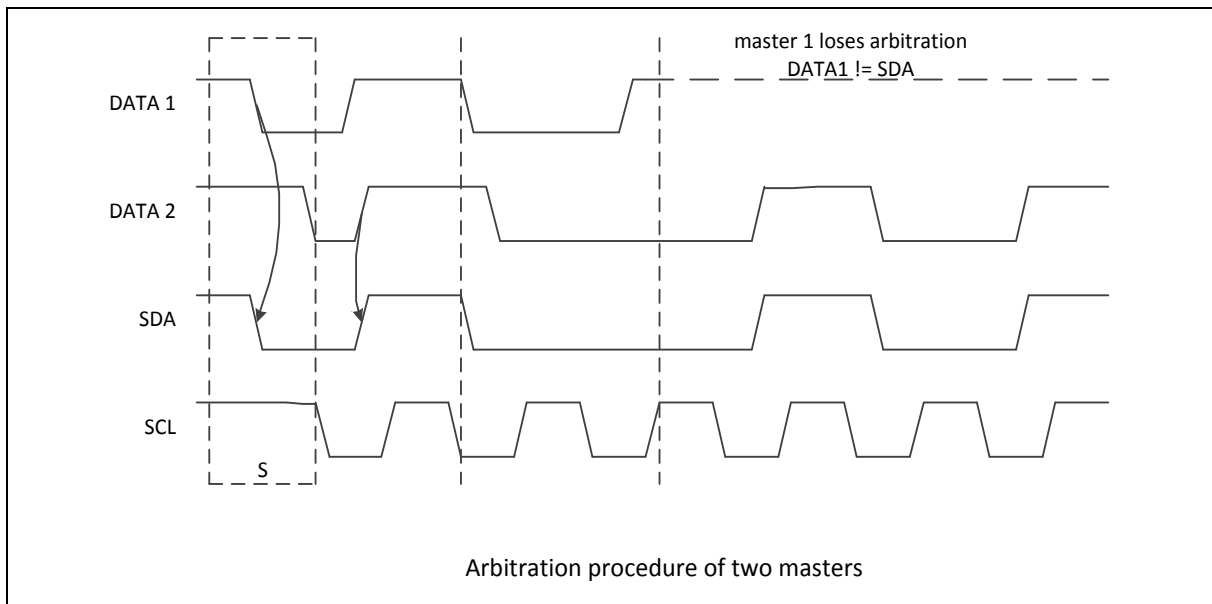 master 1 loses arbitration
DATA1 != SDA
DATA 1
DATA 2
SDA
SCL
S
Arbitration procedure of two masters